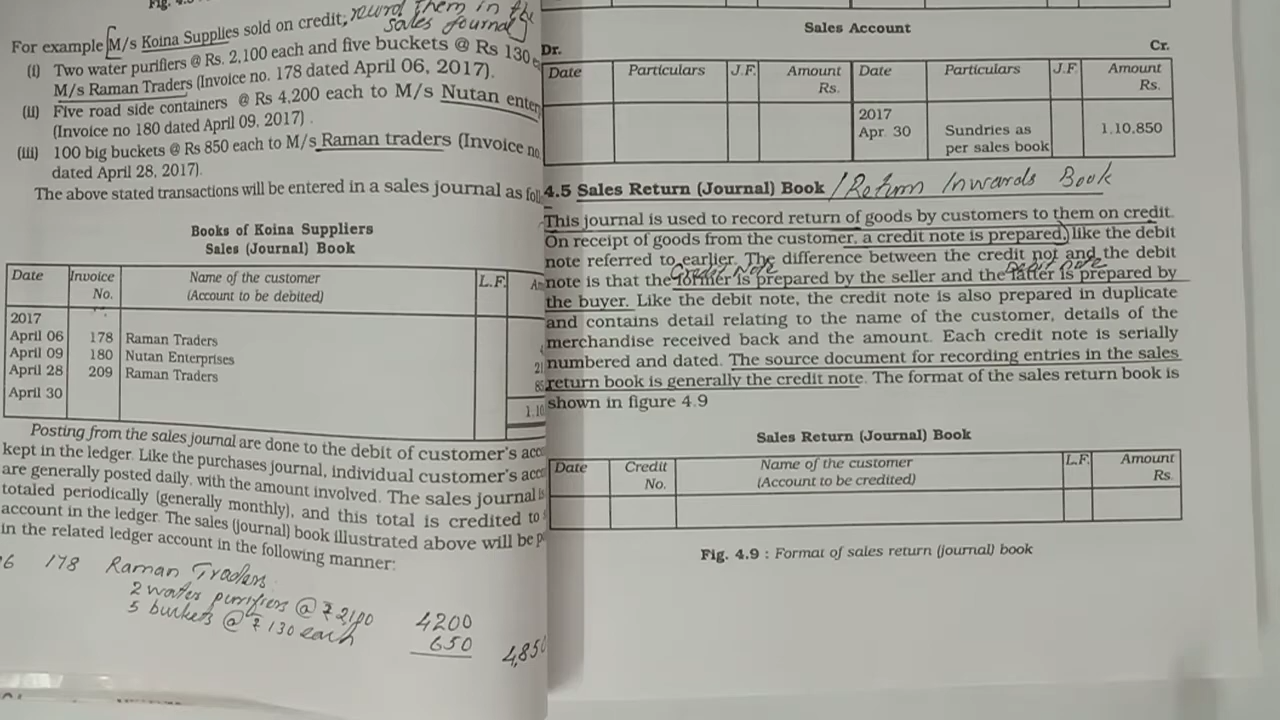 Fig.
For example M/s Koina Supplies sold on credit; record them in the
sales journal
(i) Two water purifiers @ Rs. 2,100 each and five buckets @ Rs 130
M/s Raman Traders (Invoice no. 178 dated April 06, 2017).
(ii) Five road side containers @ Rs 4,200 each to M/s Nutan
(Invoice no 180 dated April 09, 2017).
(iii) 100 big buckets @ Rs 850 each to M/s Raman traders (Invoice no
dated April 28, 2017).
The above stated transactions will be entered in a sales journal as
Books of Koina Suppliers
Sales (Journal) Book
Date Invoice No. Name of the customer (Account to be debited) L.F.
2017
April 06 178 Raman Traders
April 09 180 Nutan Enterprises 21
April 28 209 Raman Traders
April 30 1,10
Posting from the sales journal are done to the debit of customer's
kept in the ledger. Like the purchases journal, individual customer's
are generally posted daily, with the amount involved. The sales journal
totaled periodically (generally monthly), and this total is credited to
account in the ledger. The sales (journal) book illustrated above will be
in the related ledger account in the following manner:
178 Raman Traders
2 water purifiers @ ₹ 2,100 4200
5 buckets @ ₹ 130 each 650 4,850
Sales Account
Dr. Cr.
Date Particulars J.F. Amount Rs. Date Particulars J.F. Amount Rs.
2017
Apr. 30 Sundries as 1,10,850
per sales book
4.5 Sales Return (Journal) Book / Return Inwards Book
This journal is used to record return of goods by customers to them on credit.
On receipt of goods from the customer, a credit note is prepared, like the debit
note referred to earlier. The difference between the credit not and the debit
Credit Note Debit note
note is that the former is prepared by the seller and the latter is prepared by
the buyer. Like the debit note, the credit note is also prepared in duplicate
and contains detail relating to the name of the customer, details of the
merchandise received back and the amount. Each credit note is serially
numbered and dated. The source document for recording entries in the sales
return book is generally the credit note. The format of the sales return book is
shown in figure 4.9
Sales Return (Journal) Book
Date Credit No. Name of the customer (Account to be credited) L.F. Amount Rs.
Fig. 4.9 : Format of sales return (journal) book